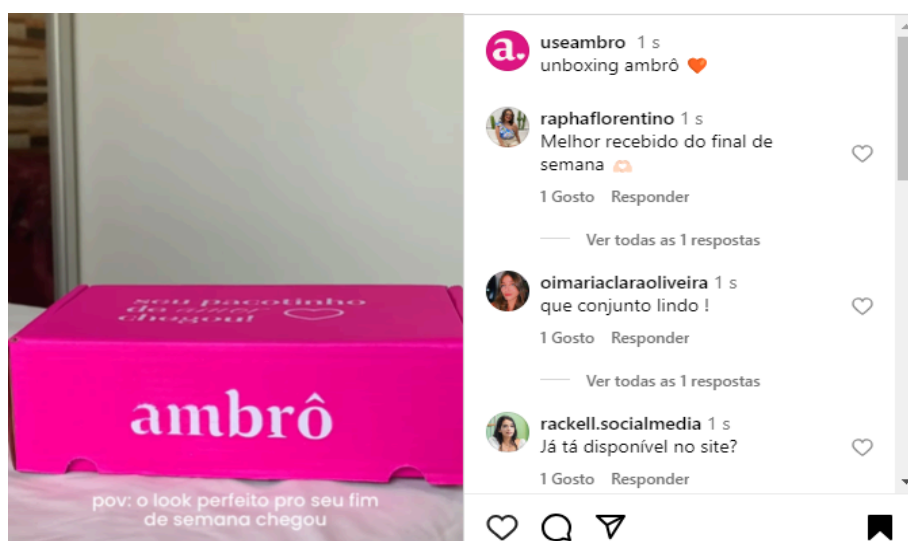 seu pacotinho
de amor
chegou!
ambrô
pov: o look perfeito pro seu fim
de semana chegou
a.
useambro 1 s
unboxing ambrô 🧡
raphaflorentino 1 s
Melhor recebido do final de
semana 🫶🏻
1 Gosto Responder
Ver todas as 1 respostas
oimariaclaraoliveira 1 s
que conjunto lindo !
1 Gosto Responder
Ver todas as 1 respostas
rackell.socialmedia 1 s
Já tá disponível no site?
1 Gosto Responder